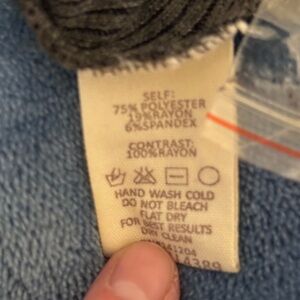 SELF:
75% POLYESTER
19%RAYON
6%SPANDEX
CONTRAST:
100%RAYON
HAND WASH COLD
DO NOT BLEACH
FLAT DRY
FOR BEST RESULTS
DRY CLEAN